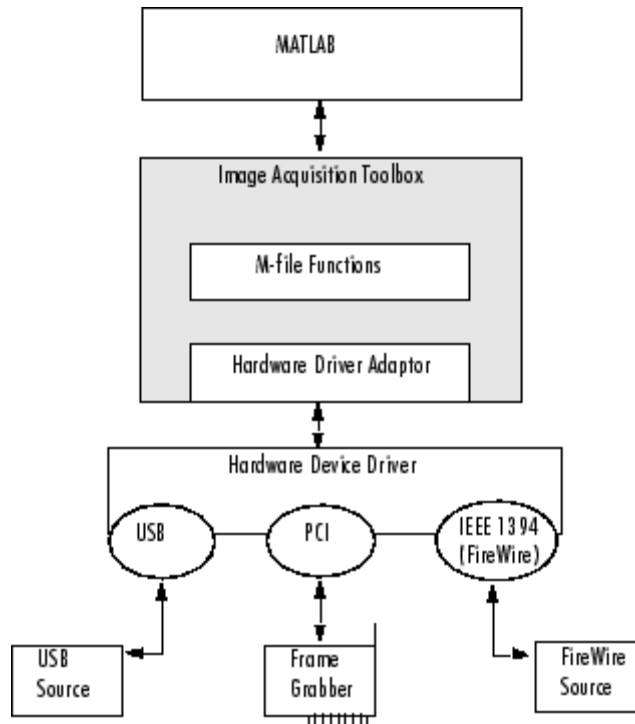 MATLAB
Image Acquisition Toolbox
M-file Functions
Hardware Driver Adaptor
Hardware Device Driver
USB
PCI
IEEE 1394
(FireWire)
USB
Source
Frame
Grabber
FireWire
Source